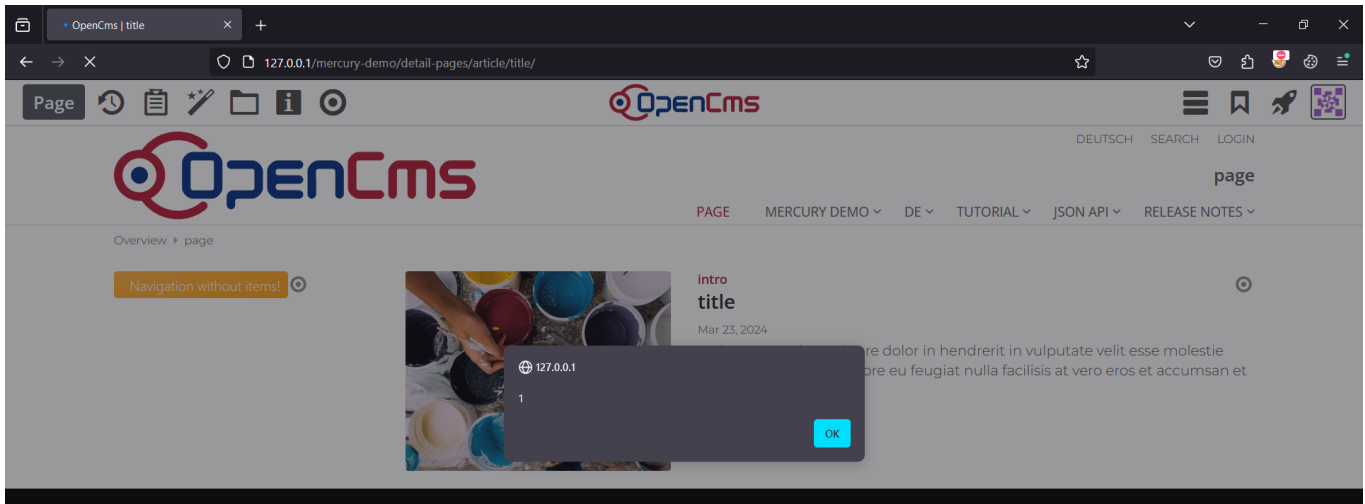 OpenCms | title
127.0.0.1/mercury-demo/detail-pages/article/title/
Page
OpenCms
DEUTSCH SEARCH LOGIN
OpenCms
page
PAGE MERCURY DEMO DE TUTORIAL JSON API RELEASE NOTES
Overview page
Navigation without items!
intro
title
Mar 23, 2024
re dolor in hendrerit in vulputate velit esse molestie
ore eu feugiat nulla facilisis at vero eros et accumsan et
127.0.0.1
1
OK